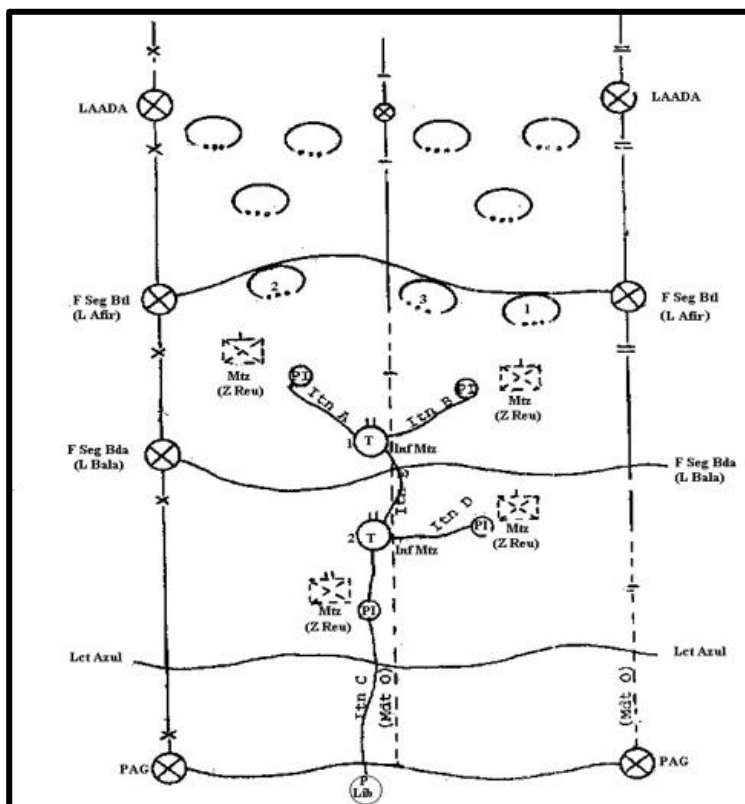 LAADA
LAADA
F Seg Btl
(L Afir)
2
3
1
F Seg Btl
(L Afir)
Mtz
(Z Reu)
PI
Itn A
Itn B
PI
Mtz
(Z Reu)
1
T
Inf Mtz
F Seg Bda
(L Bala)
F Seg Bda
(L Bala)
2
T
Inf Mtz
Itn D
PI
Mtz
(Z Reu)
Mtz
(Z Reu)
PI
Lct Azul
Lct Azul
Itn C
(Mdt O)
(Mdt O)
PAG
PAG
P
Lib